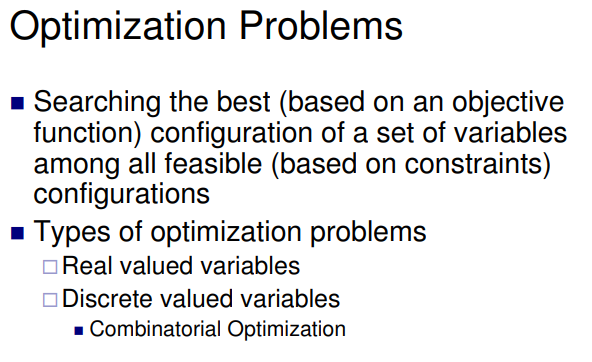 Optimization Problems
Searching the best (based on an objective
function) configuration of a set of variables
among all feasible (based on constraints)
configurations
Types of optimization problems
Real valued variables
Discrete valued variables
Combinatorial Optimization